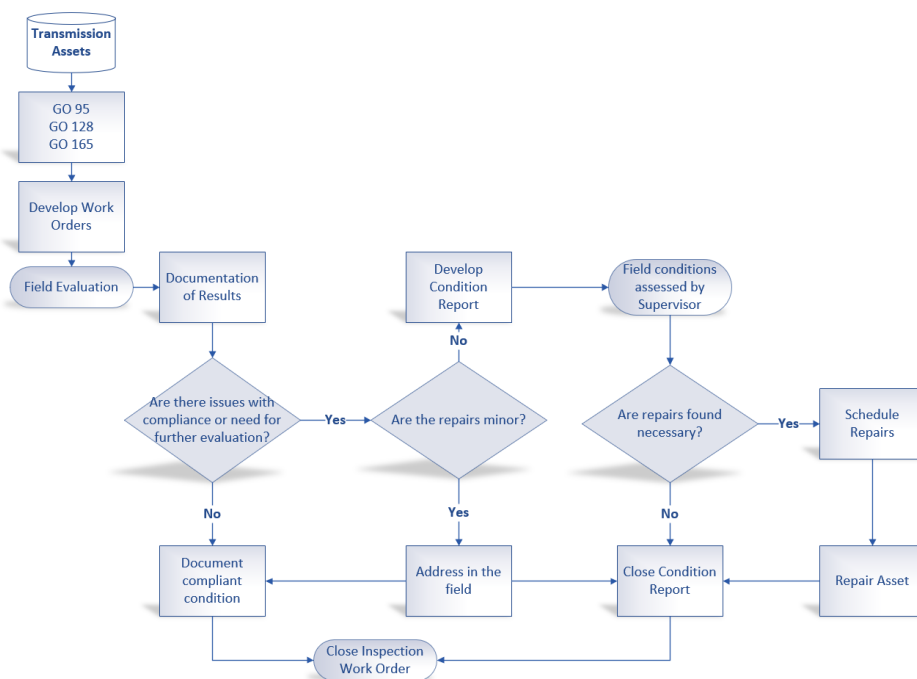 Transmission
Assets
GO 95
GO 128
GO 165
Develop Work
Orders
Field Evaluation
Documentation
of Results
Develop
Condition
Report
Field conditions
assessed by
Supervisor
No
Are there issues with
compliance or need for
further evaluation?
Yes
Are the repairs minor?
Are repairs found
necessary?
Yes
Schedule
Repairs
No
Yes
No
Document
compliant
condition
Address in the
field
Close Condition
Report
Repair Asset
Close Inspection
Work Order